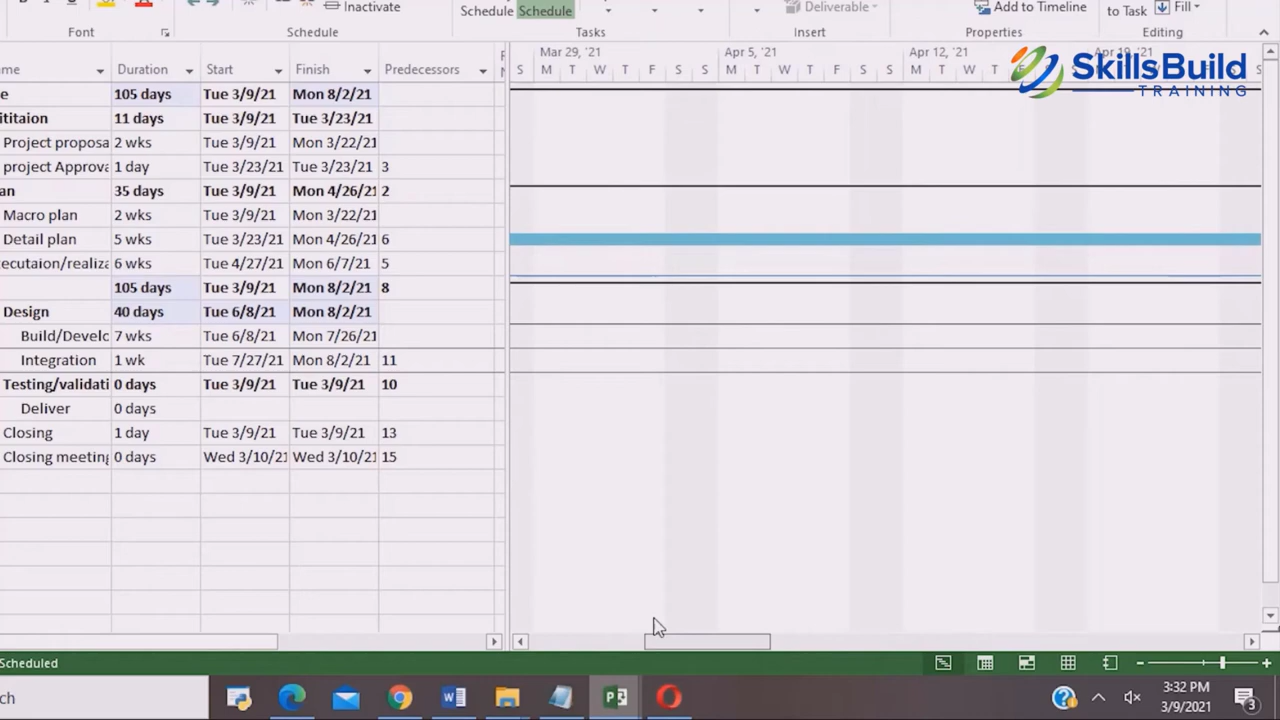 B I U A
Inactivate
Schedule Schedule
Deliverable
Add to Timeline
to Task Fill
Font Schedule Tasks Insert Properties Editing
me Duration Start Finish Predecessors
Mar 29, '21 Apr 5, '21 Apr 12, '21 Apr 19, '21
S M T W T F S S M T W T F S S M T W T
SkillsBuild
TRAINING
e 105 days Tue 3/9/21 Mon 8/2/21
ititaion 11 days Tue 3/9/21 Tue 3/23/21
Project proposa 2 wks Tue 3/9/21 Mon 3/22/21
project Approva 1 day Tue 3/23/21 Tue 3/23/21 3
an 35 days Tue 3/9/21 Mon 4/26/21 2
Macro plan 2 wks Tue 3/9/21 Mon 3/22/21
Detail plan 5 wks Tue 3/23/21 Mon 4/26/21 6
ecutaion/realiza 6 wks Tue 4/27/21 Mon 6/7/21 5
105 days Tue 3/9/21 Mon 8/2/21 8
Design 40 days Tue 6/8/21 Mon 8/2/21
Build/Develo 7 wks Tue 6/8/21 Mon 7/26/21
Integration 1 wk Tue 7/27/21 Mon 8/2/21 11
Testing/validati 0 days Tue 3/9/21 Tue 3/9/21 10
Deliver 0 days
Closing 1 day Tue 3/9/21 Tue 3/9/21 13
Closing meeting 0 days Wed 3/10/21 Wed 3/10/21 15
Scheduled
ch
3:32 PM
3/9/2021
3